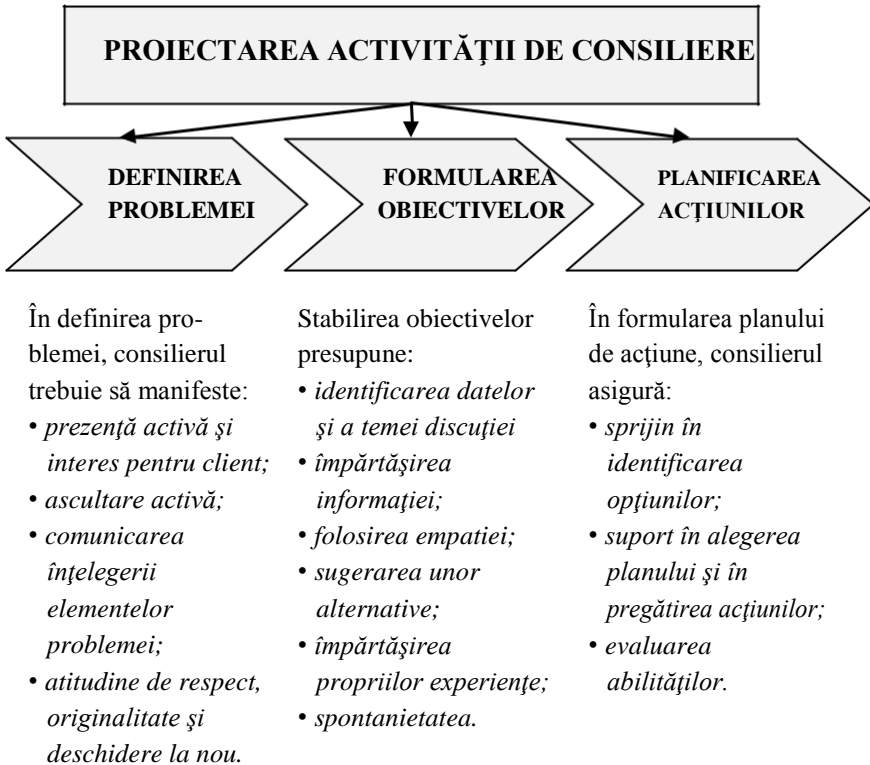 PROIECTAREA ACTIVITĂŢII DE CONSILIERE
DEFINIREA
PROBLEMEI
FORMULAREA
OBIECTIVELOR
PLANIFICAREA
ACŢIUNILOR
În definirea pro-
blemei, consilierul
trebuie să manifeste:
• prezenţă activă şi
interes pentru client;
• ascultare activă;
• comunicarea
înţelegerii
elementelor
problemei;
• atitudine de respect,
originalitate şi
deschidere la nou.
Stabilirea obiectivelor
presupune:
• identificarea datelor
şi a temei discuţiei
• împărtăşirea
informaţiei;
• folosirea empatiei;
• sugerarea unor
alternative;
• împărtăşirea
propriilor experienţe;
• spontanietatea.
În formularea planului
de acţiune, consilierul
asigură:
• sprijin în
identificarea
opţiunilor;
• suport în alegerea
planului şi în
pregătirea acţiunilor;
• evaluarea
abilităţilor.